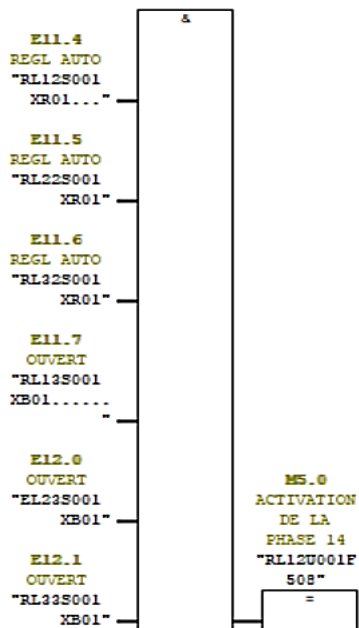 &
E11.4
REGL AUTO
"RL12S001
XR01..."
E11.5
REGL AUTO
"RL22S001
XR01"
E11.6
REGL AUTO
"RL32S001
XR01"
E11.7
OUVERT
"RL13S001
XB01......
"
E12.0
OUVERT
"EL23S001
XB01"
E12.1
OUVERT
"RL33S001
XB01"
M5.0
ACTIVATION
DE LA
PHASE 14
"RL12U001F
508"
=